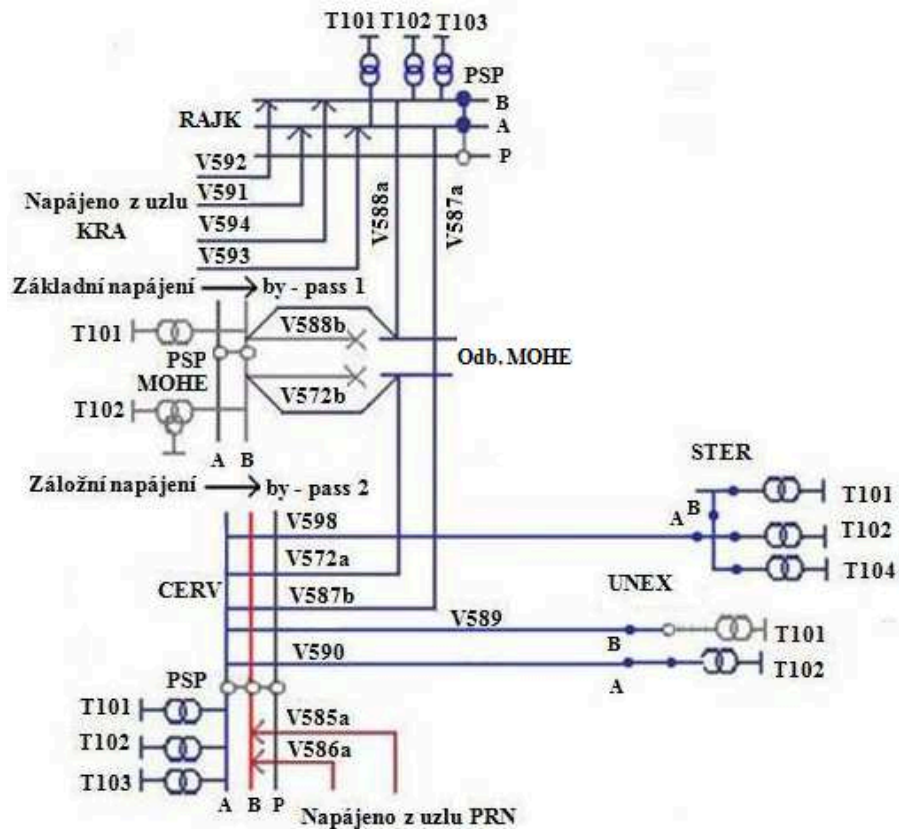 T101 T102 T103
PSP
B
RAJK
A
P
V592
V591
Napájeno z uzlu
KRA
V594
V593
V588a
V587a
Základní napájení
by - pass 1
T101
V588b
PSP
MOHE
Odb. MOHE
T102
V572b
A B
STER
Záložní napájení
by - pass 2
T101
V598
B
A
T102
V572a
CERV
T104
UNEX
V587b
V589
T101
B
V590
T102
A
PSP
T101
V585a
T102
V586a
T103
A B P
Napájeno z uzlu PRN